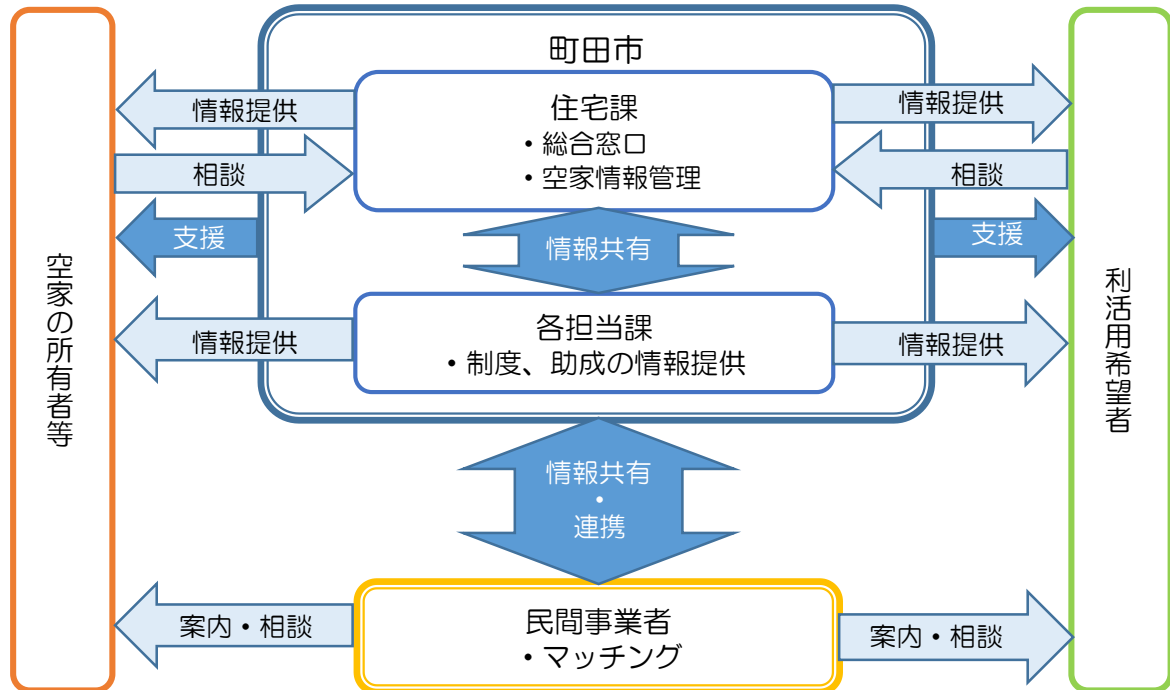 町田市
住宅課
・総合窓口
・空家情報管理
情報提供
情報提供
相談
相談
支援
支援
情報共有
空家の所有者等
利活用希望者
各担当課
・制度、助成の情報提供
情報提供
情報提供
情報共有
・
連携
民間事業者
・マッチング
案内・相談
案内・相談